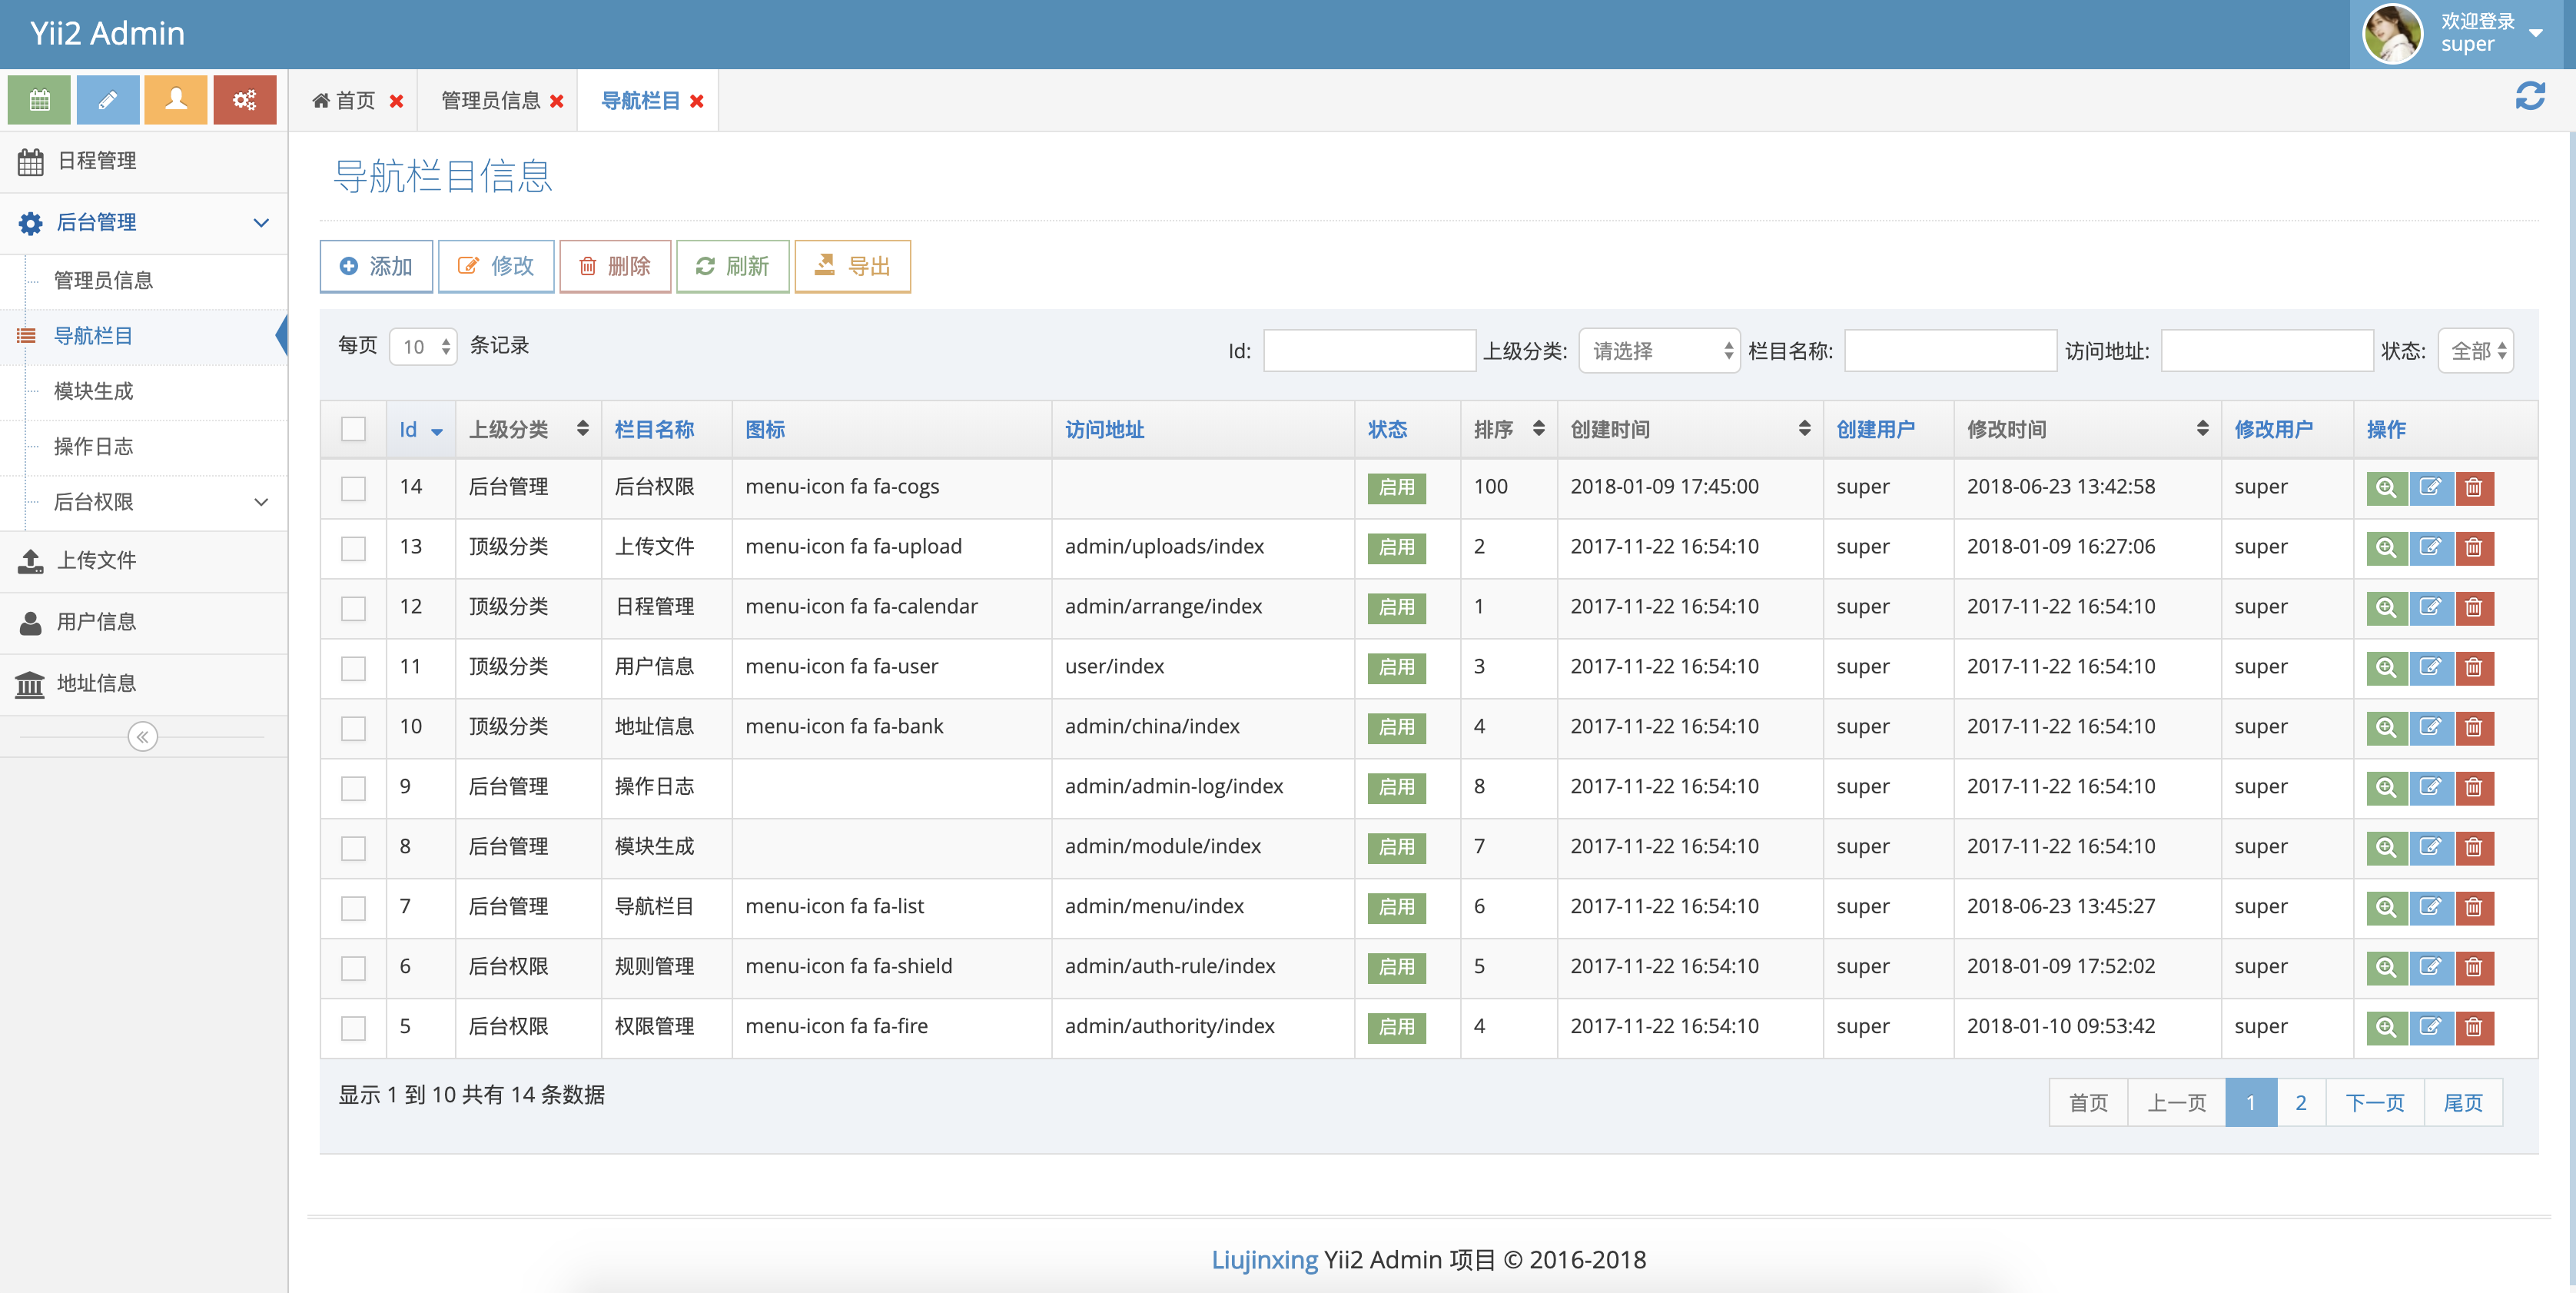 Yii2 Admin
欢迎登录
super
首页 管理员信息 导航栏目
日程管理
后台管理
管理员信息
导航栏目
模块生成
操作日志
后台权限
上传文件
用户信息
地址信息
导航栏目信息
添加 修改 删除 刷新 导出
每页 10 条记录 Id: 上级分类: 请选择 栏目名称: 访问地址: 状态: 全部
Id 上级分类 栏目名称 图标 访问地址 状态 排序 创建时间 创建用户 修改时间 修改用户 操作
14 后台管理 后台权限 menu-icon fa fa-cogs 启用 100 2018-01-09 17:45:00 super 2018-06-23 13:42:58 super
13 顶级分类 上传文件 menu-icon fa fa-upload admin/uploads/index 启用 2 2017-11-22 16:54:10 super 2018-01-09 16:27:06 super
12 顶级分类 日程管理 menu-icon fa fa-calendar admin/arrange/index 启用 1 2017-11-22 16:54:10 super 2017-11-22 16:54:10 super
11 顶级分类 用户信息 menu-icon fa fa-user user/index 启用 3 2017-11-22 16:54:10 super 2017-11-22 16:54:10 super
10 顶级分类 地址信息 menu-icon fa fa-bank admin/china/index 启用 4 2017-11-22 16:54:10 super 2017-11-22 16:54:10 super
9 后台管理 操作日志 admin/admin-log/index 启用 8 2017-11-22 16:54:10 super 2017-11-22 16:54:10 super
8 后台管理 模块生成 admin/module/index 启用 7 2017-11-22 16:54:10 super 2017-11-22 16:54:10 super
7 后台管理 导航栏目 menu-icon fa fa-list admin/menu/index 启用 6 2017-11-22 16:54:10 super 2018-06-23 13:45:27 super
6 后台权限 规则管理 menu-icon fa fa-shield admin/auth-rule/index 启用 5 2017-11-22 16:54:10 super 2018-01-09 17:52:02 super
5 后台权限 权限管理 menu-icon fa fa-fire admin/authority/index 启用 4 2017-11-22 16:54:10 super 2018-01-10 09:53:42 super
显示 1 到 10 共有 14 条数据 首页 上一页 1 2 下一页 尾页
Liujinxing Yii2 Admin 项目 © 2016-2018